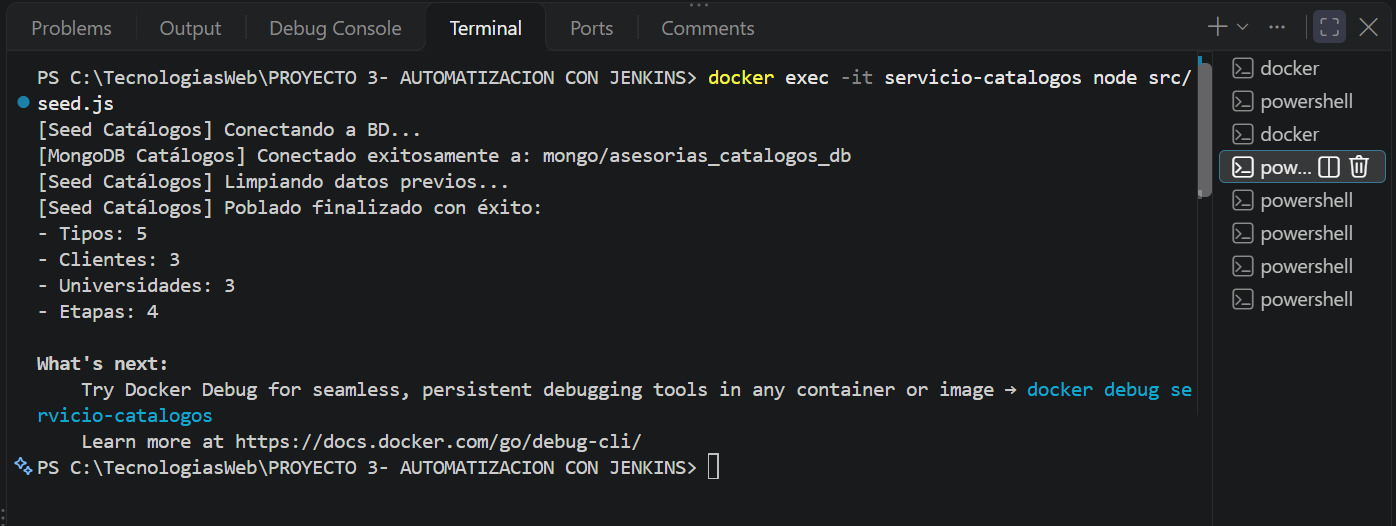 Problems Output Debug Console Terminal Ports Comments
PS C:\TecnologiasWeb\PROYECTO 3- AUTOMATIZACION CON JENKINS> docker exec -it servicio-catalogos node src/
seed.js
[Seed Catálogos] Conectando a BD...
[MongoDB Catálogos] Conectado exitosamente a: mongo/asesorias_catalogos_db
[Seed Catálogos] Limpiando datos previos...
[Seed Catálogos] Poblado finalizado con éxito:
- Tipos: 5
- Clientes: 3
- Universidades: 3
- Etapas: 4
What's next:
Try Docker Debug for seamless, persistent debugging tools in any container or image → docker debug se
rvicio-catalogos
Learn more at https://docs.docker.com/go/debug-cli/
PS C:\TecnologiasWeb\PROYECTO 3- AUTOMATIZACION CON JENKINS>
docker
powershell
docker
pow...
powershell
powershell
powershell
powershell